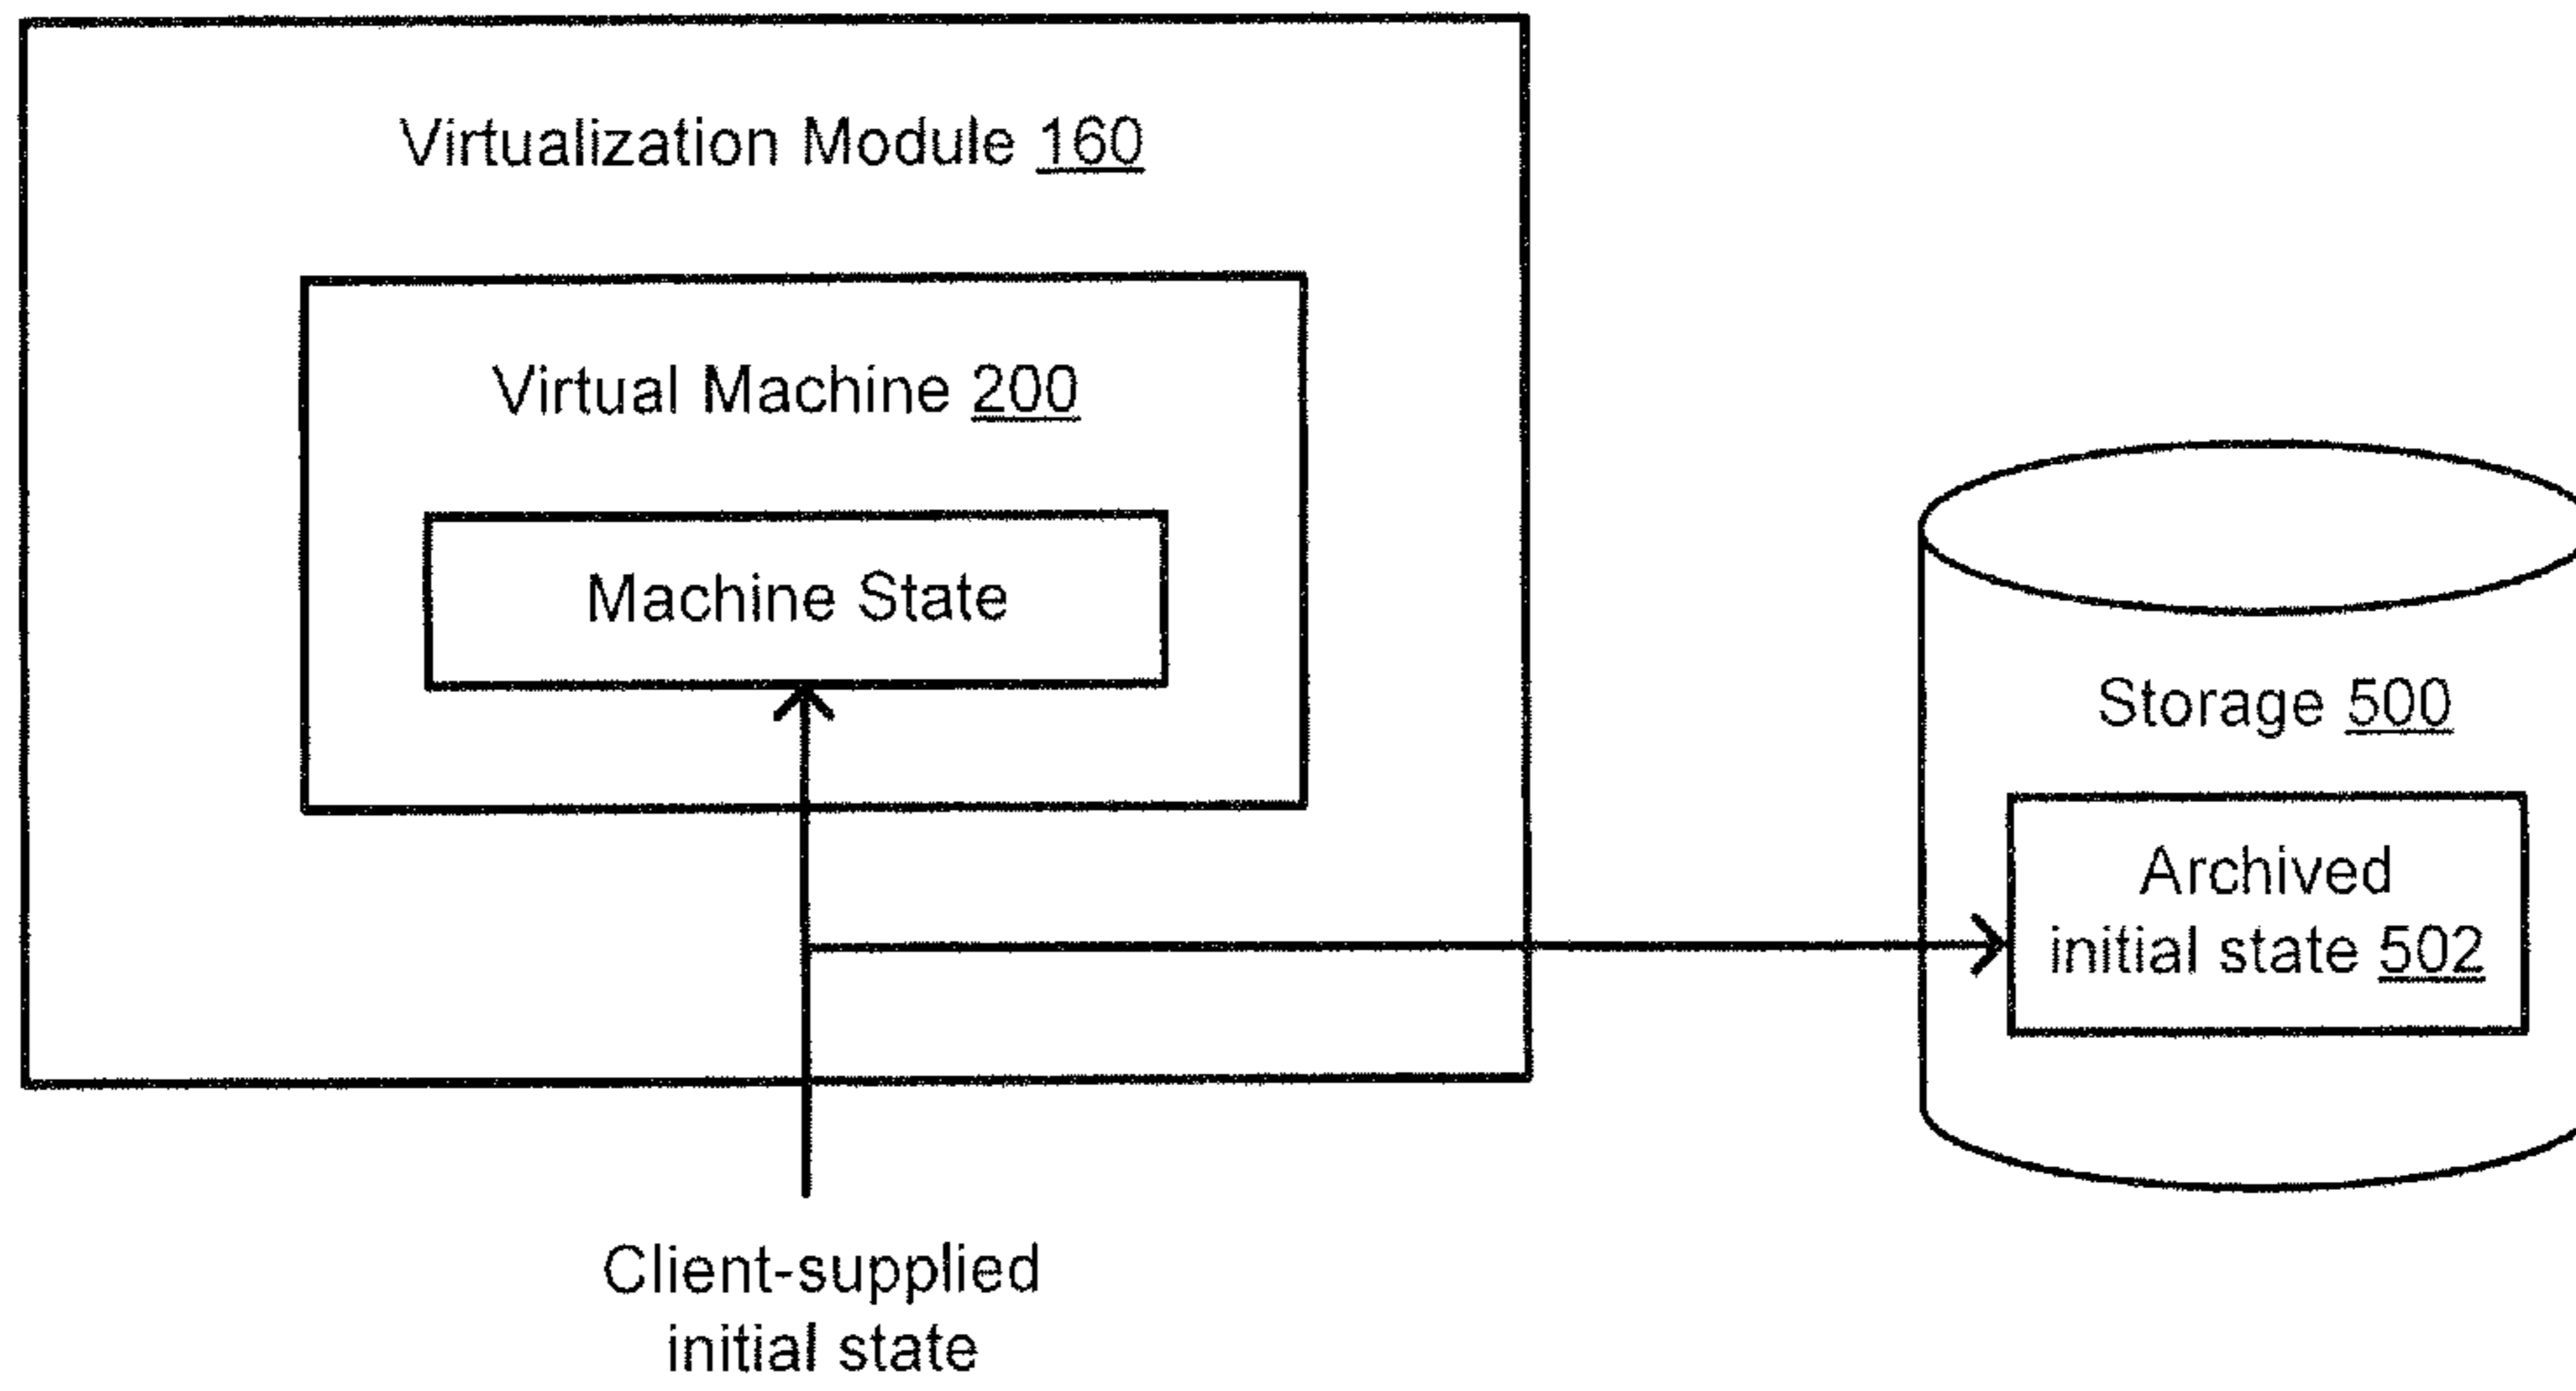 Virtualization Module 160
Virtual Machine 200
Machine State
Storage 500
Archived
initial state 502
Client-supplied
initial state